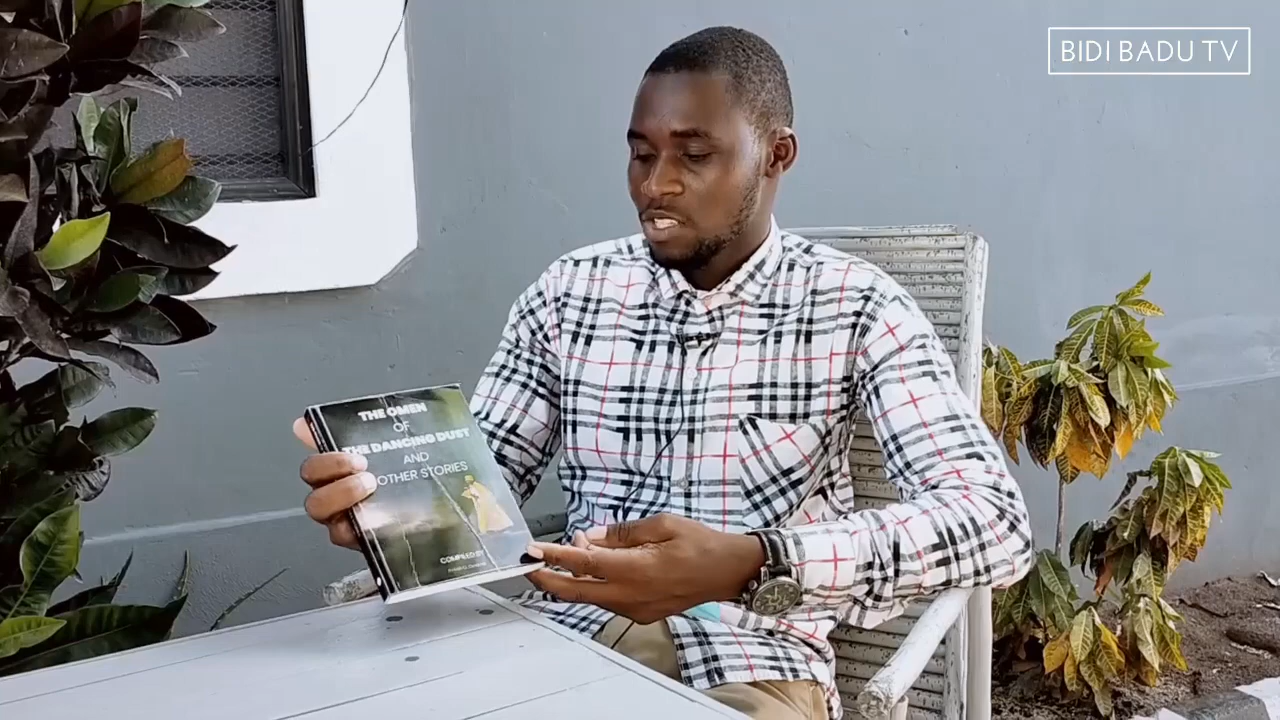 BIDI BADU TV
THE OMEN
OF
THE DANCING DUST
AND
OTHER STORIES
COMPILED BY